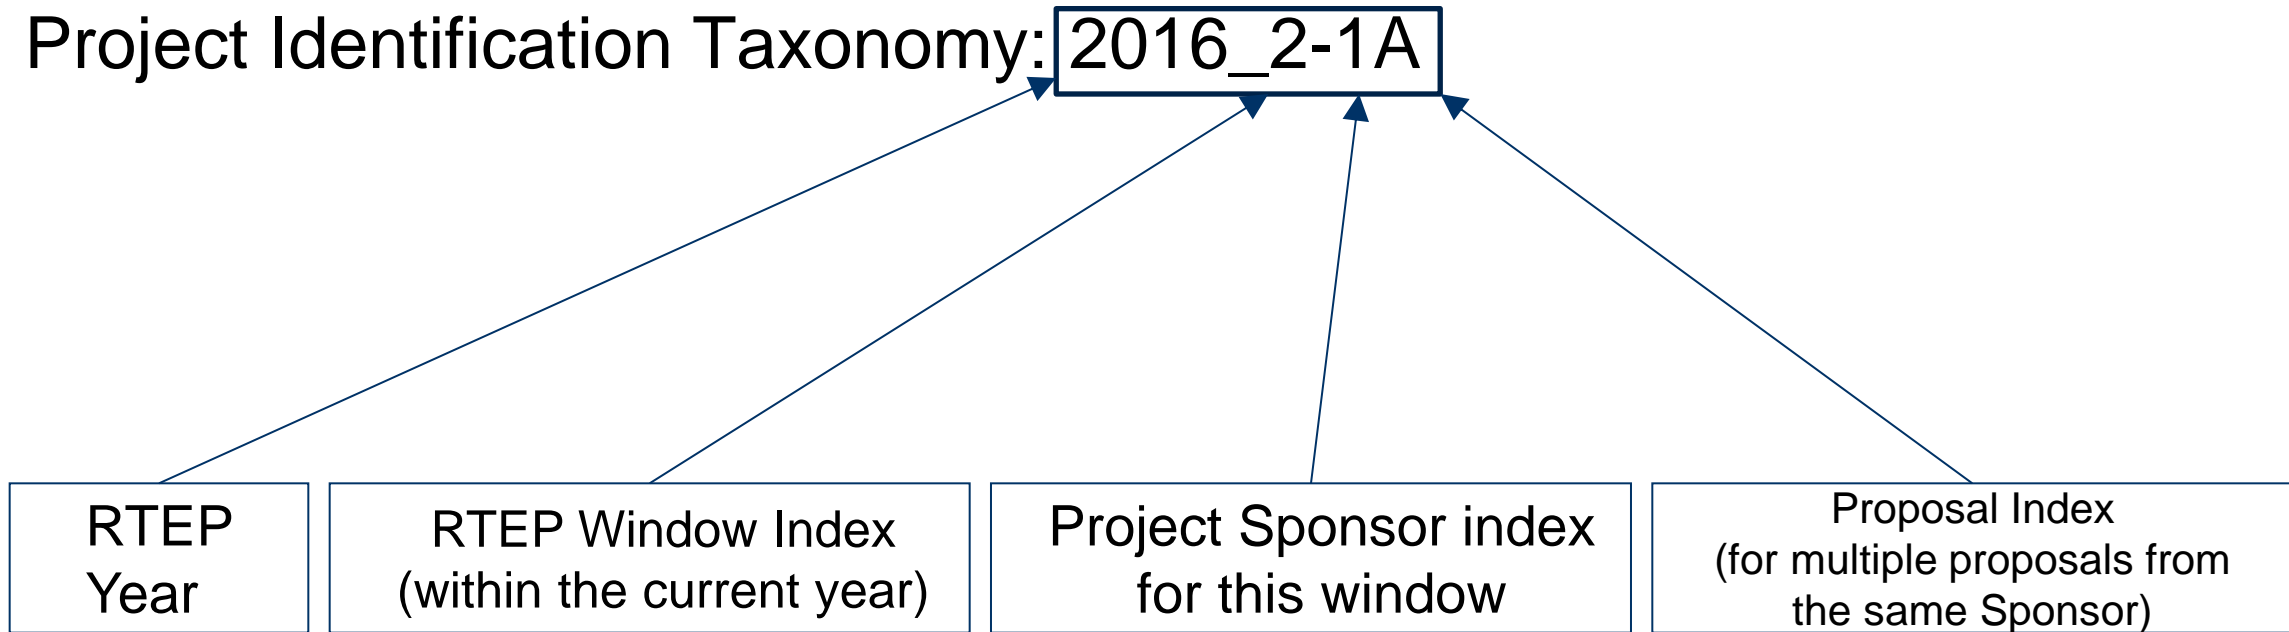 Project Identification Taxonomy: 2016_2-1A
RTEP
Year
RTEP Window Index
(within the current year)
Project Sponsor index
for this window
Proposal Index
(for multiple proposals from
the same Sponsor)